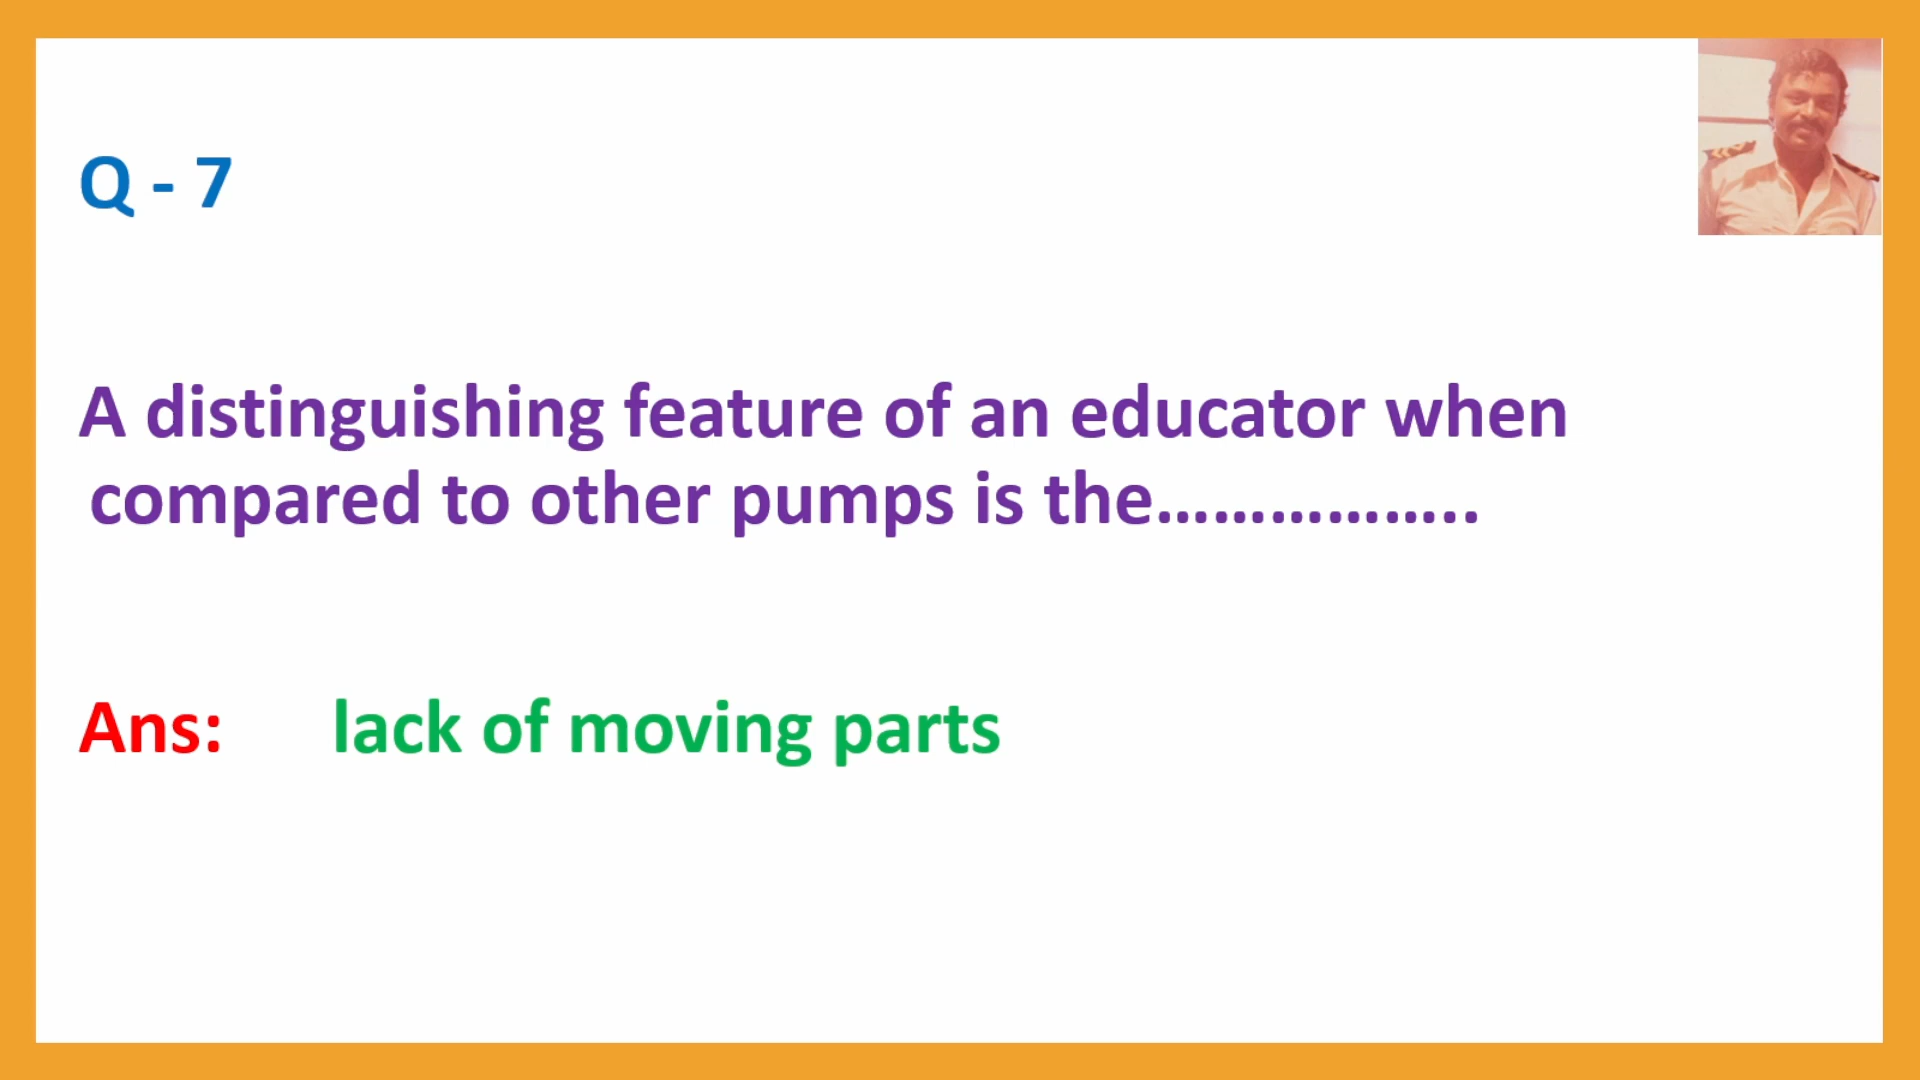 Q - 7
A distinguishing feature of an educator when
compared to other pumps is the……………..
Ans: lack of moving parts